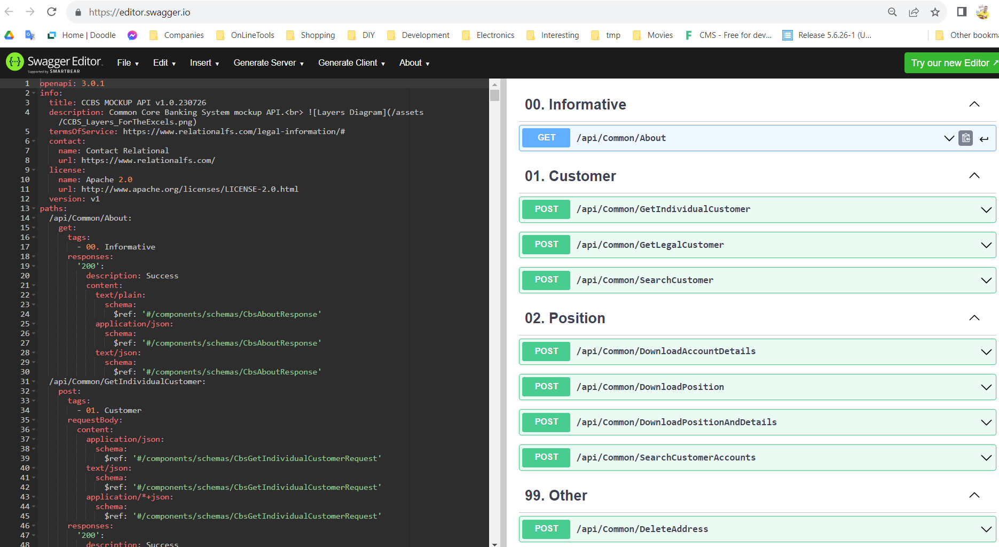 https://editor.swagger.io
Home | Doodle
Companies
OnLineTools
Shopping
DIY
Development
Electronics
Interesting
tmp
Movies
CMS - Free for dev...
Release 5.6.26-1 (U...
Other bookma
Swagger Editor
Supported by SMARTBEAR
File
Edit
Insert
Generate Server
Generate Client
About
Try our new Editor
1 openapi: 3.0.1
2 info:
3 title: CCBS MOCKUP API v1.0.230726
4 description: Common Core Banking System mockup API.<br> ![Layers Diagram](/assets
/CCBS_Layers_ForTheExcels.png)
5 termsOfService: https://www.relationalfs.com/legal-information/#
6 contact:
7 name: Contact Relational
8 url: https://www.relationalfs.com/
9 license:
10 name: Apache 2.0
11 url: http://www.apache.org/licenses/LICENSE-2.0.html
12 version: v1
13 paths:
14 /api/Common/About:
15 get:
16 tags:
17 - 00. Informative
18 responses:
19 '200':
20 description: Success
21 content:
22 text/plain:
23 schema:
24 $ref: '#/components/schemas/CbsAboutResponse'
25 application/json:
26 schema:
27 $ref: '#/components/schemas/CbsAboutResponse'
28 text/json:
29 schema:
30 $ref: '#/components/schemas/CbsAboutResponse'
31 /api/Common/GetIndividualCustomer:
32 post:
33 tags:
34 - 01. Customer
35 requestBody:
36 content:
37 application/json:
38 schema:
39 $ref: '#/components/schemas/CbsGetIndividualCustomerRequest'
40 text/json:
41 schema:
42 $ref: '#/components/schemas/CbsGetIndividualCustomerRequest'
43 application/*+json:
44 schema:
45 $ref: '#/components/schemas/CbsGetIndividualCustomerRequest'
46 responses:
47 '200':
48 description: Success
00. Informative
GET /api/Common/About
01. Customer
POST /api/Common/GetIndividualCustomer
POST /api/Common/GetLegalCustomer
POST /api/Common/SearchCustomer
02. Position
POST /api/Common/DownloadAccountDetails
POST /api/Common/DownloadPosition
POST /api/Common/DownloadPositionAndDetails
POST /api/Common/SearchCustomerAccounts
99. Other
POST /api/Common/DeleteAddress